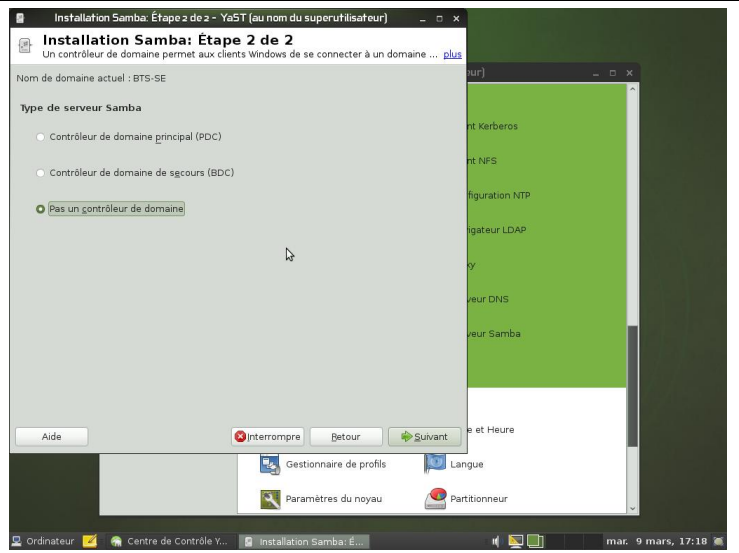 Installation Samba: Étape 2 de 2 - YaST (au nom du superutilisateur)
Installation Samba: Étape 2 de 2
Un contrôleur de domaine permet aux clients Windows de se connecter à un domaine ... plus
Nom de domaine actuel : BTS-SE
Type de serveur Samba
Contrôleur de domaine principal (PDC)
Contrôleur de domaine de secours (BDC)
Pas un contrôleur de domaine
Aide
Interrompre
Retour
Suivant
nt Kerberos
nt NFS
figuration NTP
igateur LDAP
xy
veur DNS
veur Samba
e et Heure
Gestionnaire de profils
Langue
Paramètres du noyau
Partitionneur
Ordinateur
Centre de Contrôle Y...
Installation Samba: É...
mar. 9 mars, 17:18